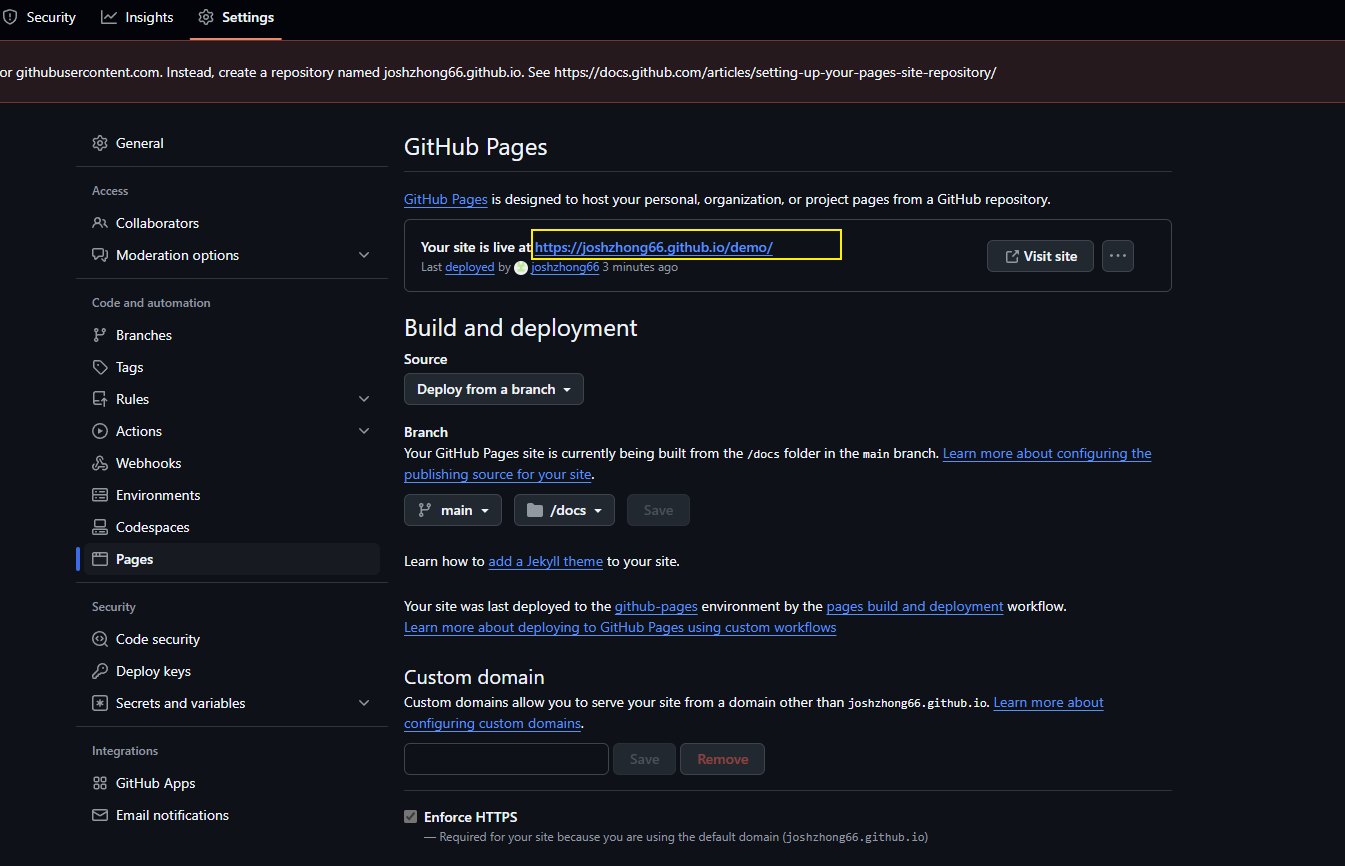 Security
Insights
Settings
or githubusercontent.com. Instead, create a repository named joshzhong66.github.io. See https://docs.github.com/articles/setting-up-your-pages-site-repository/
General
Access
Collaborators
Moderation options
Code and automation
Branches
Tags
Rules
Actions
Webhooks
Environments
Codespaces
Pages
Security
Code security
Deploy keys
Secrets and variables
Integrations
GitHub Apps
Email notifications
GitHub Pages
GitHub Pages is designed to host your personal, organization, or project pages from a GitHub repository.
Your site is live at https://joshzhong66.github.io/demo/
Last deployed by joshzhong66 3 minutes ago
Visit site
Build and deployment
Source
Deploy from a branch
Branch
Your GitHub Pages site is currently being built from the /docs folder in the main branch. Learn more about configuring the
publishing source for your site.
main
/docs
Save
Learn how to add a Jekyll theme to your site.
Your site was last deployed to the github-pages environment by the pages build and deployment workflow.
Learn more about deploying to GitHub Pages using custom workflows
Custom domain
Custom domains allow you to serve your site from a domain other than joshzhong66.github.io. Learn more about
configuring custom domains.
Save
Remove
Enforce HTTPS
— Required for your site because you are using the default domain (joshzhong66.github.io)